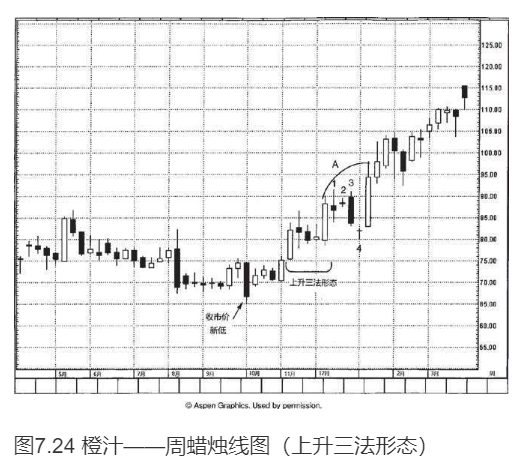 125.00
120.00
115.00
110.00
105.00
100.00
95.00
90.00
85.00
80.00
75.00
70.00
65.00
60.00
55.00
A
1
2
3
4
上升三法形态
收市价
新低
5月 6月 7月 8月 9月 10月 11月 12月 2月 3月 周
© Aspen Graphics. Used by permission.
图7.24 橙汁——周蜡烛线图（上升三法形态）